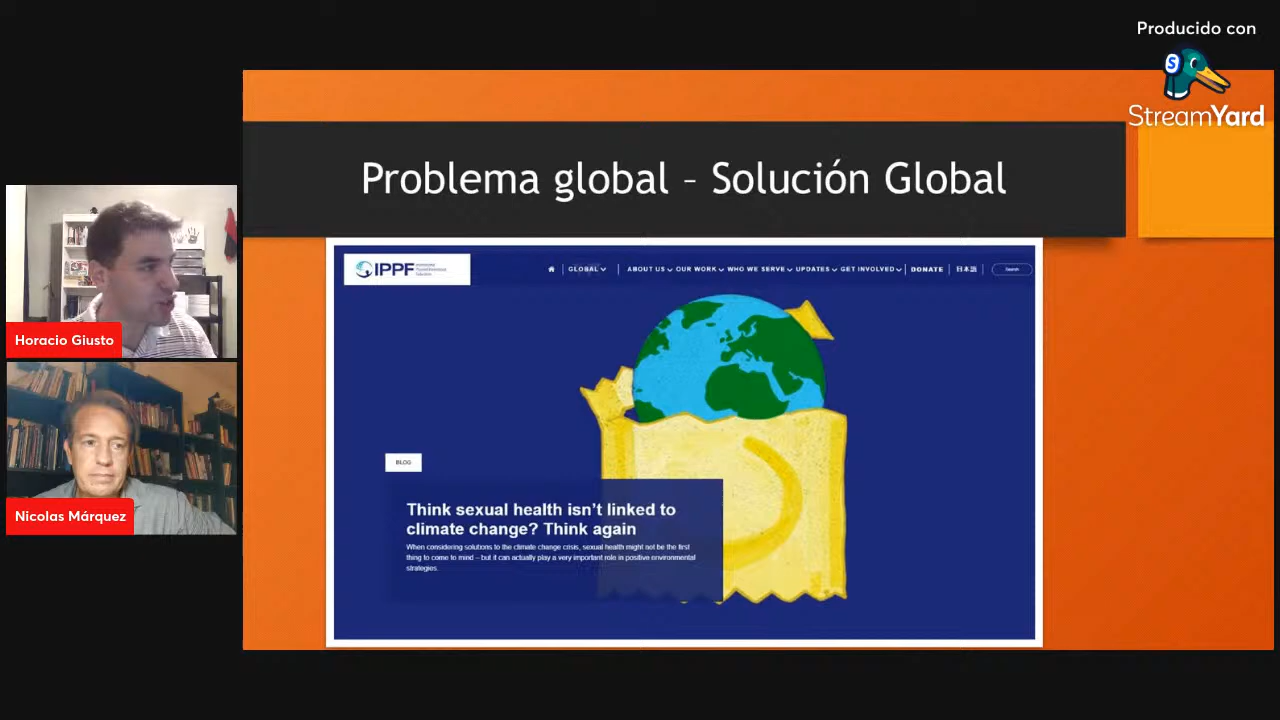 Producido con
StreamYard
Problema global – Solución Global
IPPF
GLOBAL
ABOUT US
OUR WORK
WHO WE SERVE
UPDATES
GET INVOLVED
DONATE
日本語
Search
Horacio Giusto
Nicolas Márquez
BLOG
Think sexual health isn’t linked to
climate change? Think again
When considering solutions to the climate change crisis, sexual health might not be the first
thing to come to mind – but it can actually play a very important role in positive environmental
strategies.